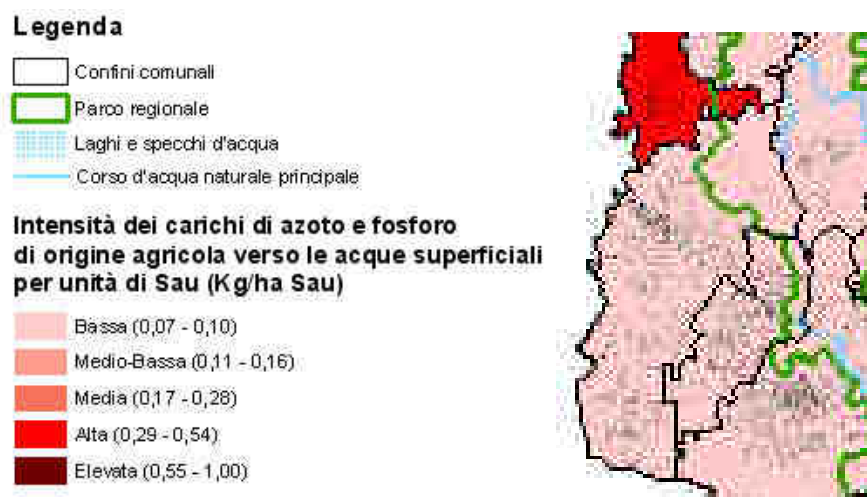 Legenda
Confini comunali
Parco regionale
Laghi e specchi d'acqua
Corso d'acqua naturale principale
Intensità dei carichi di azoto e fosforo
di origine agricola verso le acque superficiali
per unità di Sau (Kg/ha Sau)
Bassa (0,07 - 0,10)
Medio-Bassa (0,11 - 0,16)
Media (0,17 - 0,28)
Alta (0,29 - 0,54)
Elevata (0,55 - 1,00)